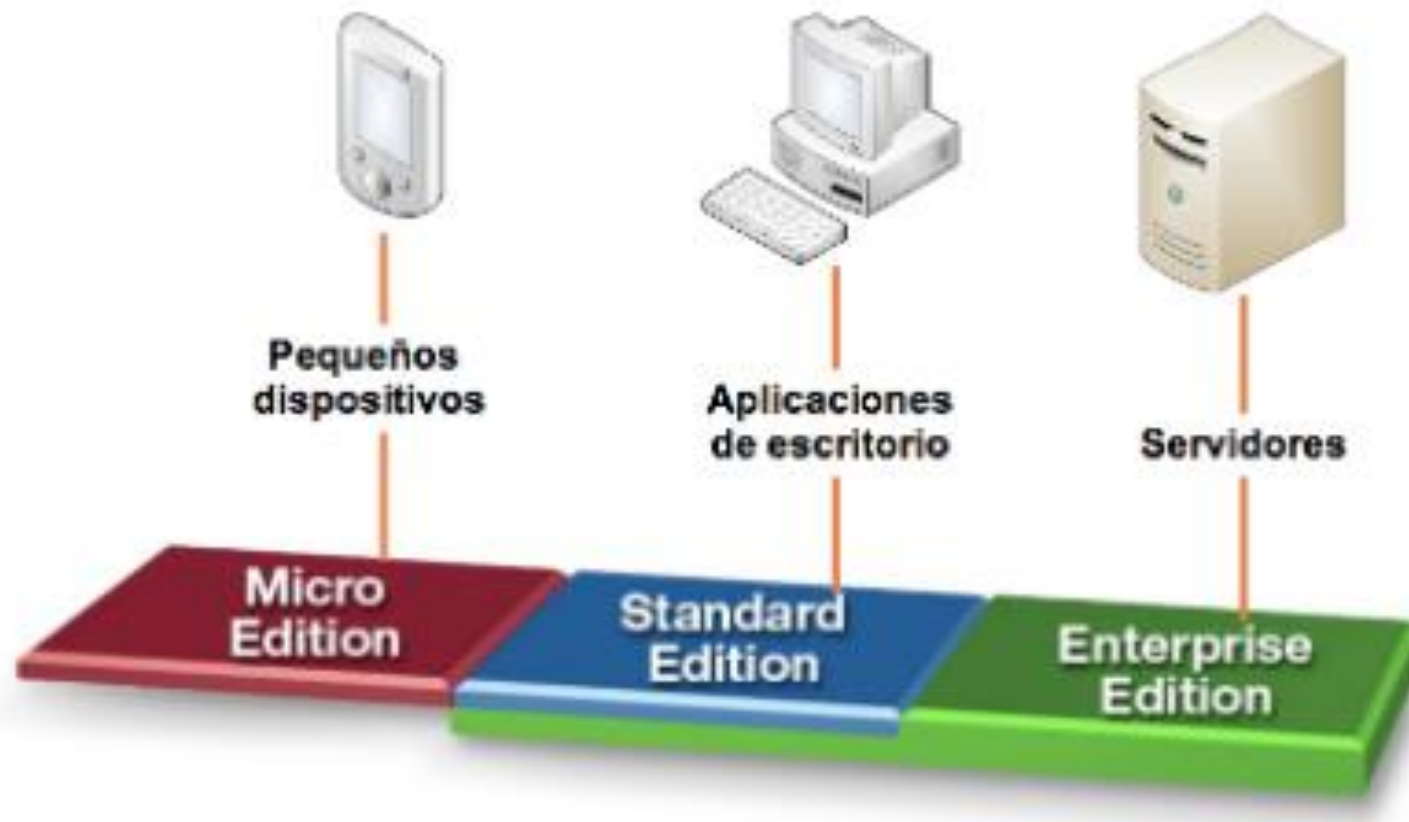 Pequeños
dispositivos
Aplicaciones
de escritorio
Servidores
Micro
Edition
Standard
Edition
Enterprise
Edition